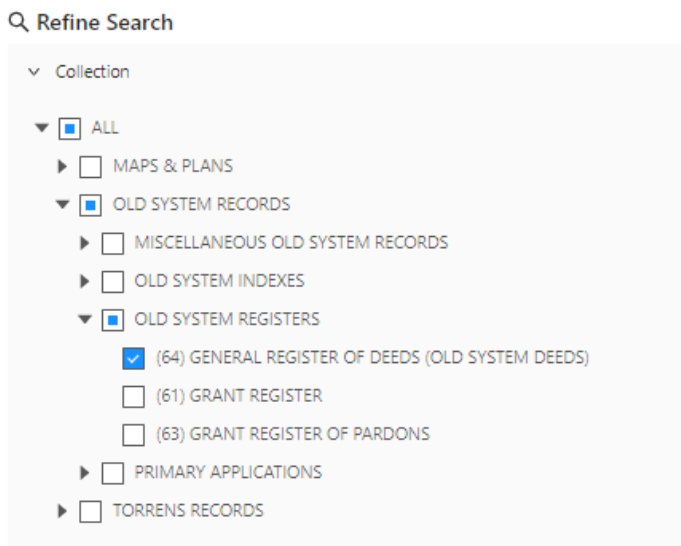 Refine Search
Collection
ALL
MAPS & PLANS
OLD SYSTEM RECORDS
MISCELLANEOUS OLD SYSTEM RECORDS
OLD SYSTEM INDEXES
OLD SYSTEM REGISTERS
(64) GENERAL REGISTER OF DEEDS (OLD SYSTEM DEEDS)
(61) GRANT REGISTER
(63) GRANT REGISTER OF PARDONS
PRIMARY APPLICATIONS
TORRENS RECORDS